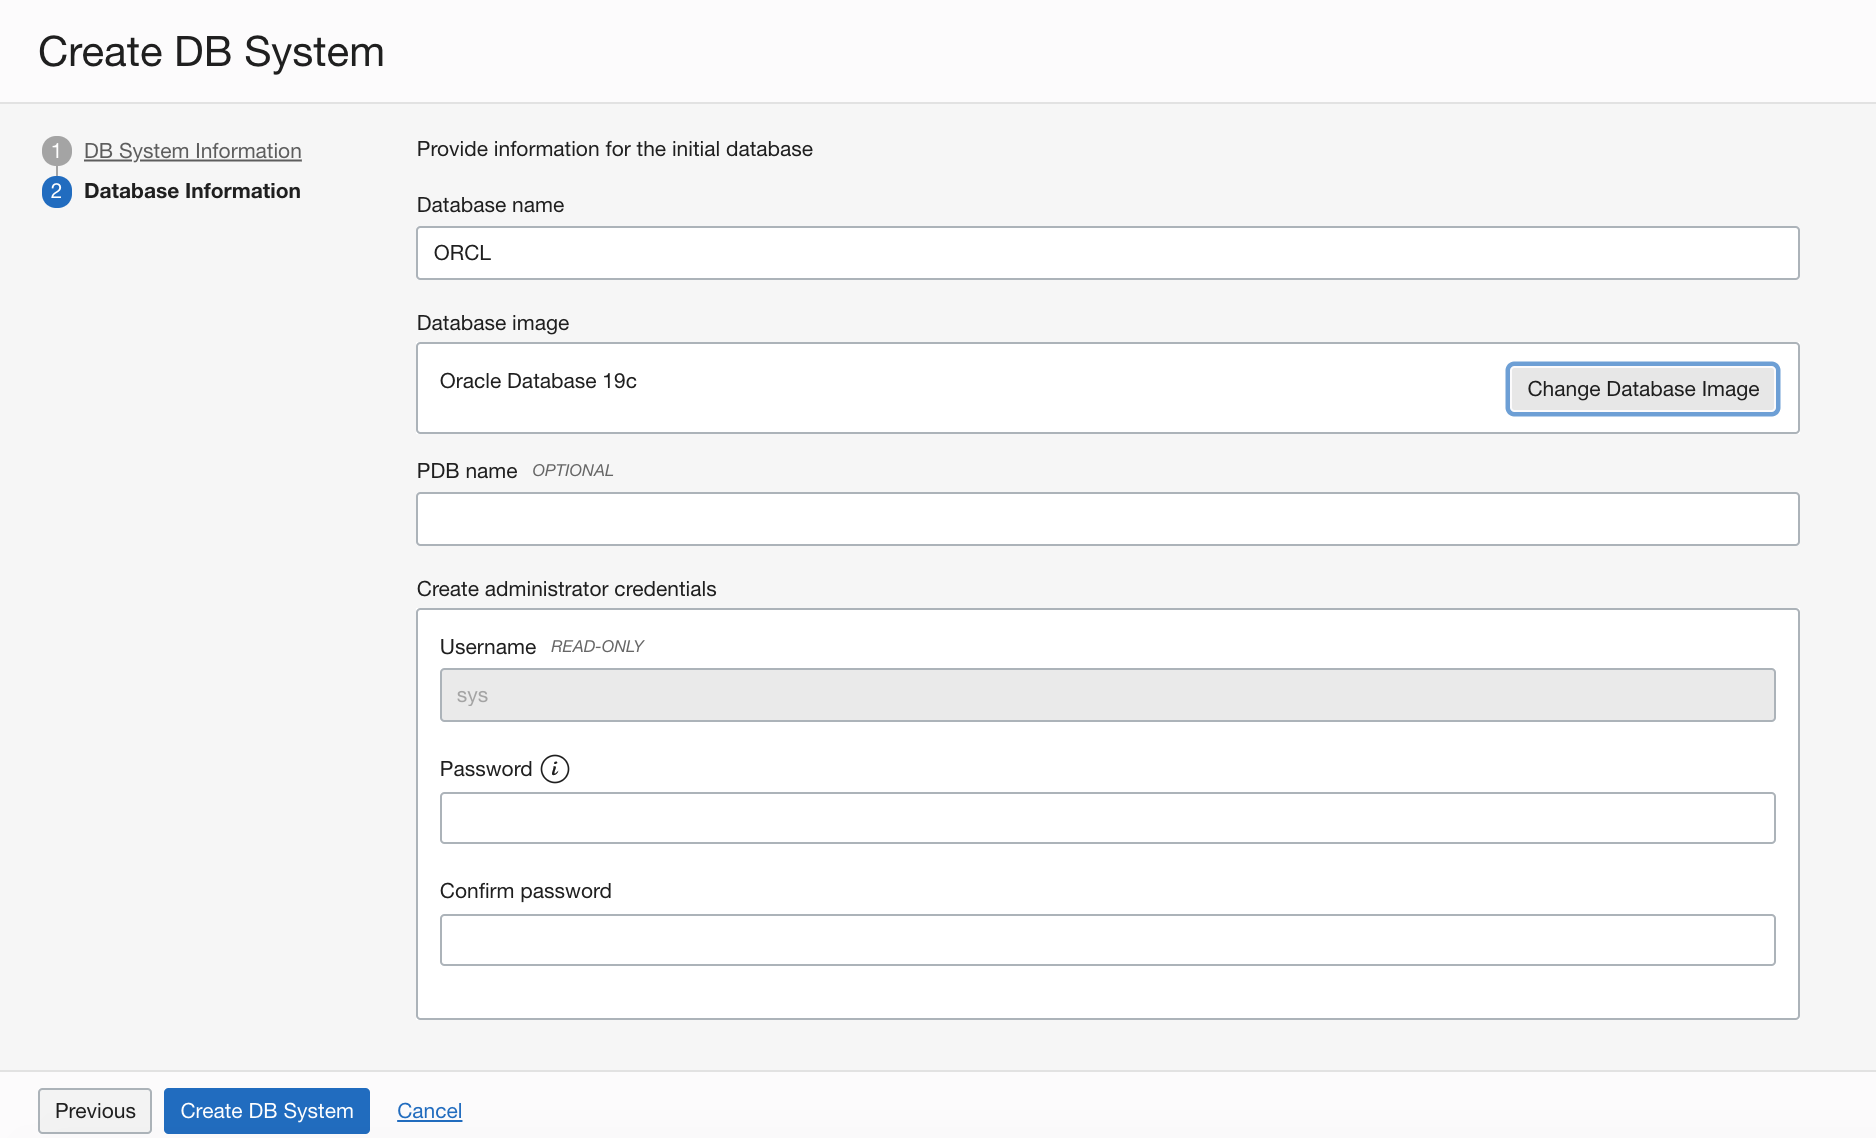 Create DB System
1 DB System Information
2 Database Information
Provide information for the initial database
Database name
ORCL
Database image
Oracle Database 19c
Change Database Image
PDB name OPTIONAL
Create administrator credentials
Username READ-ONLY
sys
Password i
Confirm password
Previous Create DB System Cancel